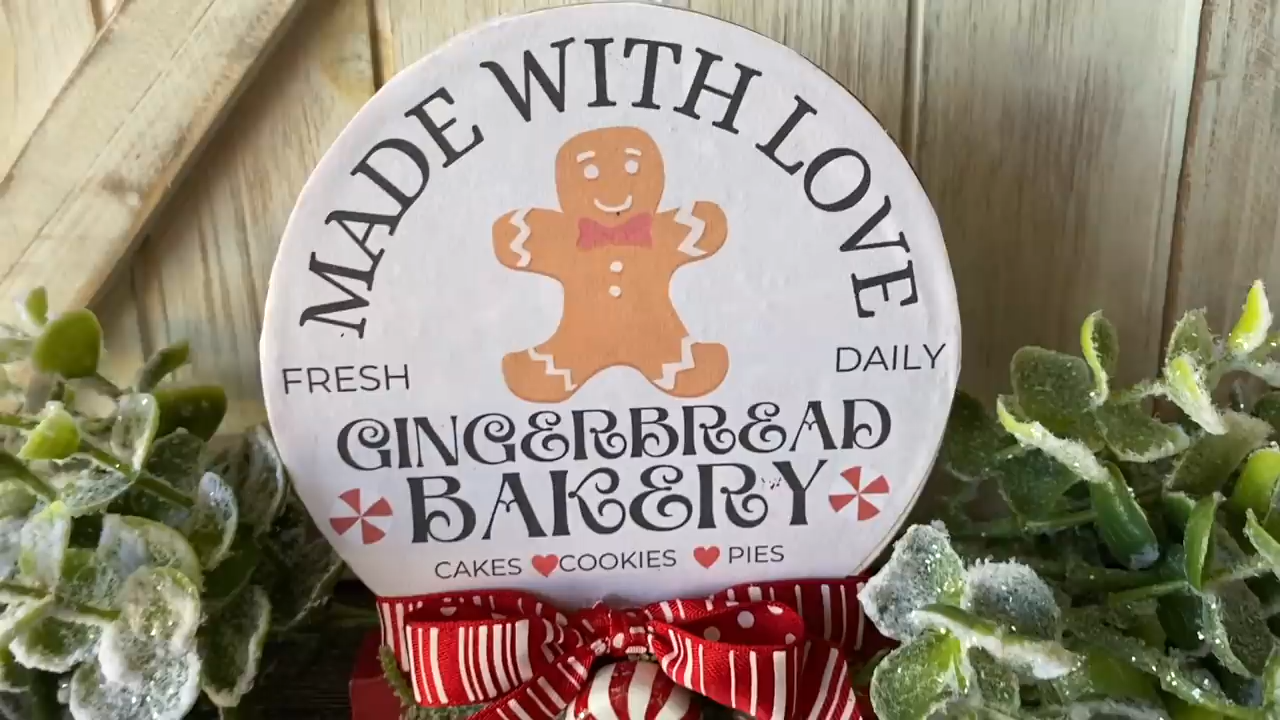 MADE WITH LOVE
FRESH
DAILY
GINGERBREAD
BAKERY
CAKES COOKIES PIES